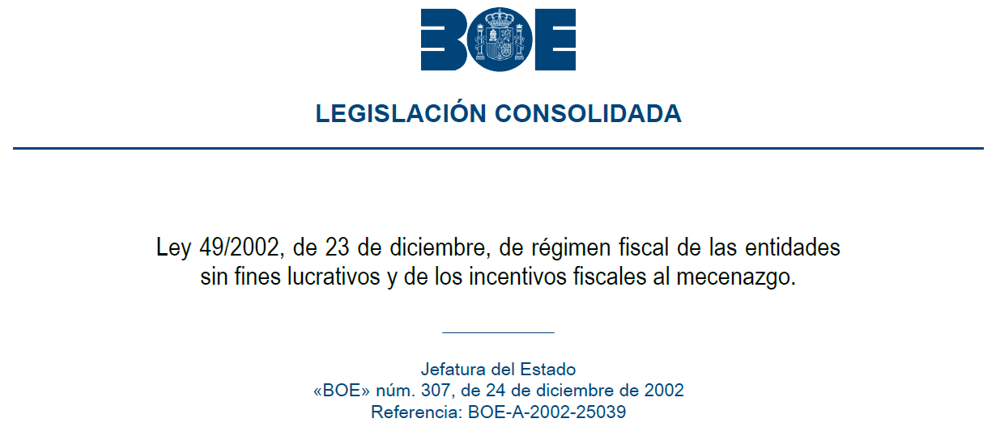 BOE
LEGISLACIÓN CONSOLIDADA
Ley 49/2002, de 23 de diciembre, de régimen fiscal de las entidades
sin fines lucrativos y de los incentivos fiscales al mecenazgo.
Jefatura del Estado
«BOE» núm. 307, de 24 de diciembre de 2002
Referencia: BOE-A-2002-25039